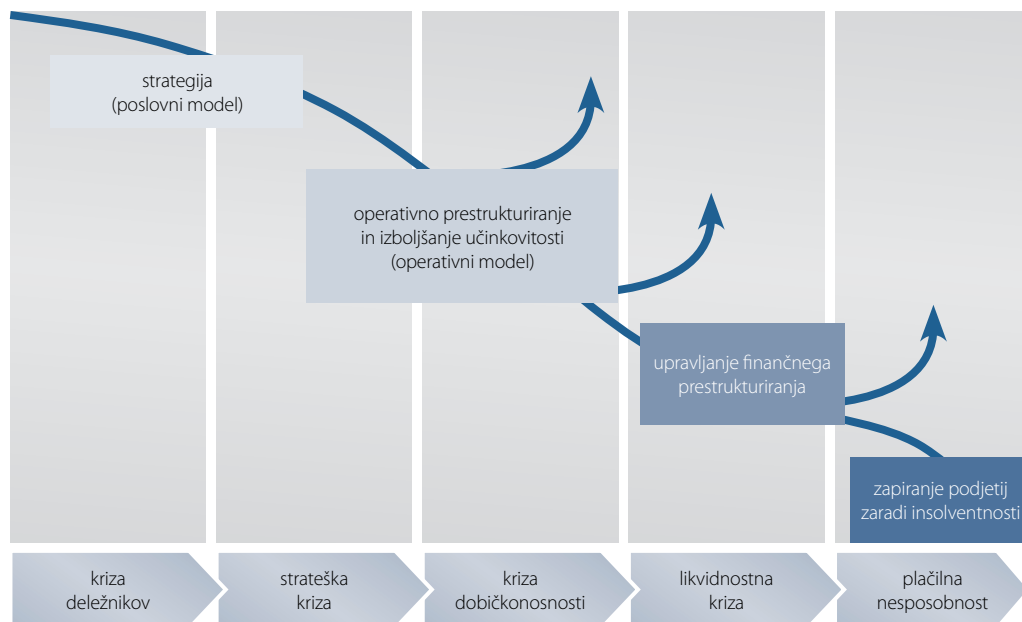 strategija
(poslovni model)
operativno prestrukturiranje
in izboljšanje učinkovitosti
(operativni model)
upravljanje finančnega
prestrukturiranja
zapiranje podjetij
zaradi insolventnosti
kriza
deležnikov
strateška
kriza
kriza
dobičkonosnosti
likvidnostna
kriza
plačilna
nesposobnost